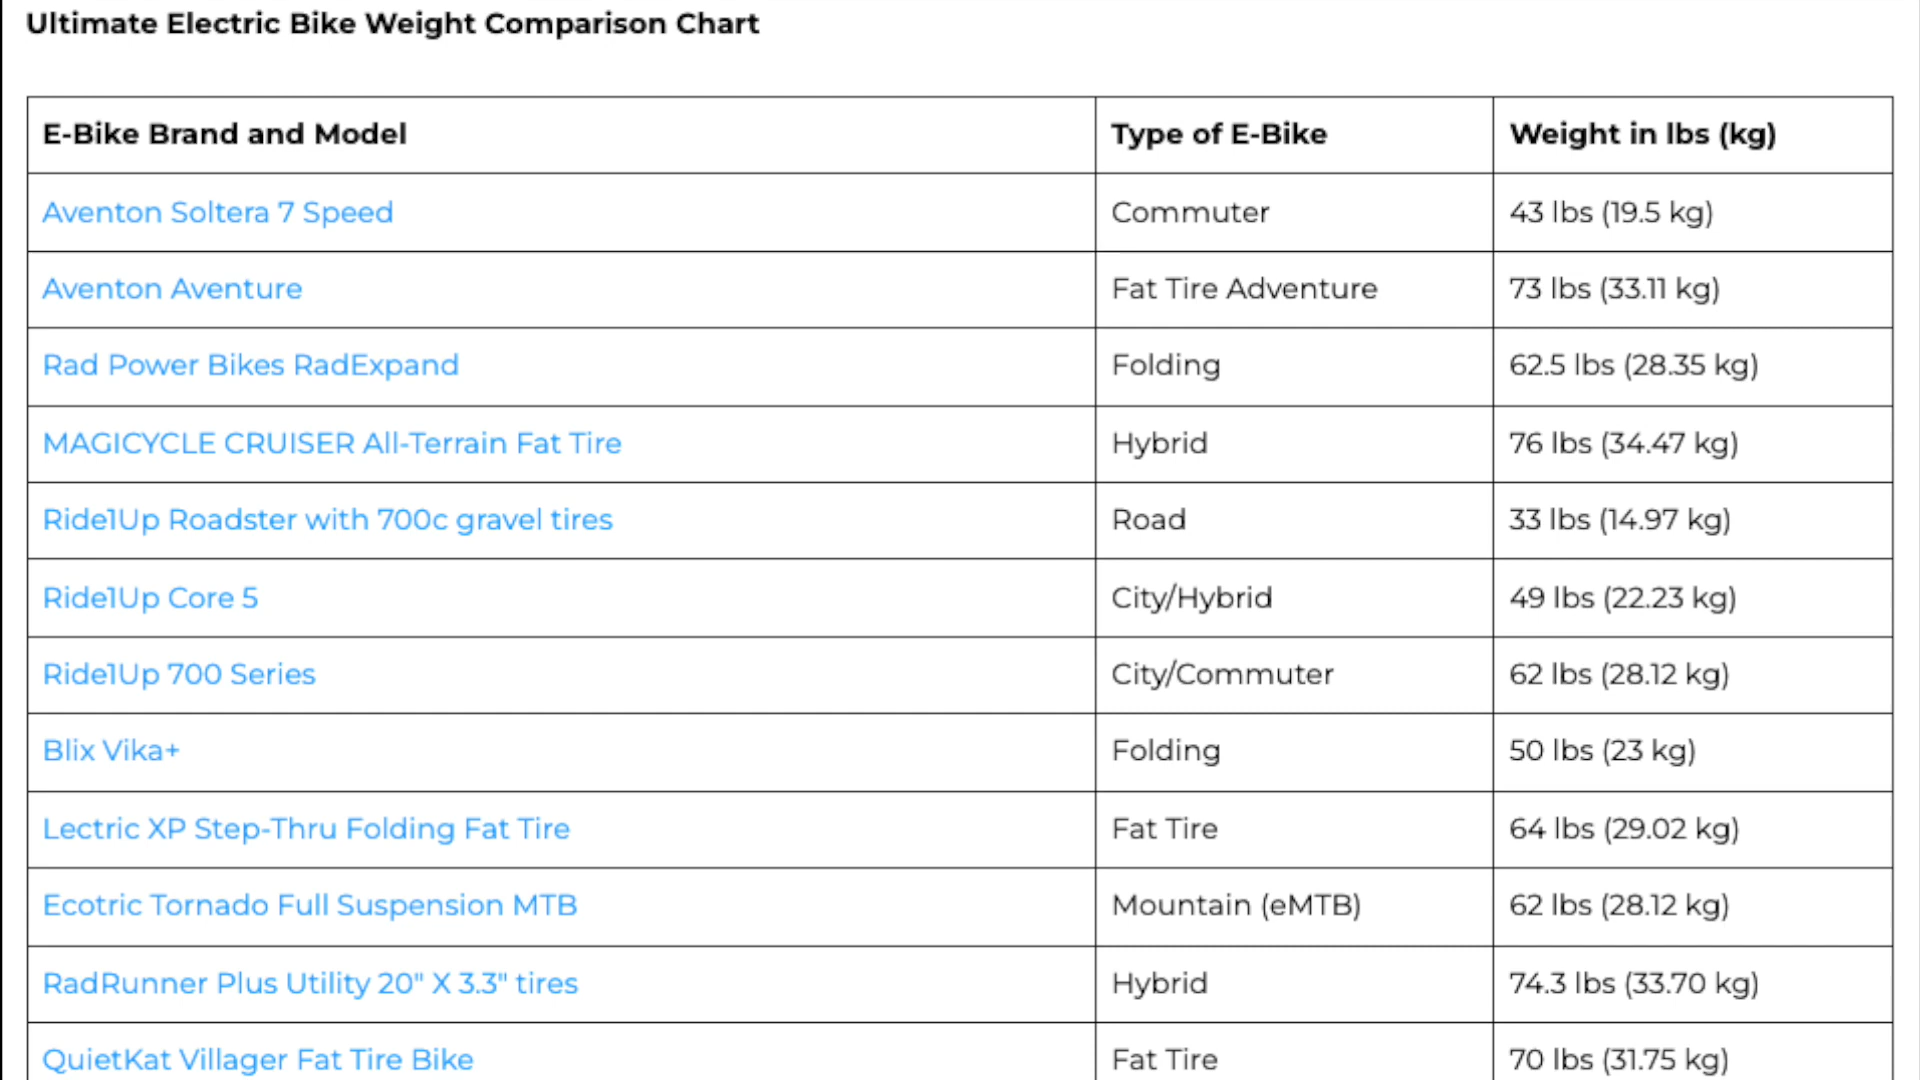 Ultimate Electric Bike Weight Comparison Chart
E-Bike Brand and Model Type of E-Bike Weight in lbs (kg)
Aventon Soltera 7 Speed Commuter 43 lbs (19.5 kg)
Aventon Aventure Fat Tire Adventure 73 lbs (33.11 kg)
Rad Power Bikes RadExpand Folding 62.5 lbs (28.35 kg)
MAGICYCLE CRUISER All-Terrain Fat Tire Hybrid 76 lbs (34.47 kg)
Ride1Up Roadster with 700c gravel tires Road 33 lbs (14.97 kg)
Ride1Up Core 5 City/Hybrid 49 lbs (22.23 kg)
Ride1Up 700 Series City/Commuter 62 lbs (28.12 kg)
Blix Vika+ Folding 50 lbs (23 kg)
Lectric XP Step-Thru Folding Fat Tire Fat Tire 64 lbs (29.02 kg)
Ecotric Tornado Full Suspension MTB Mountain (eMTB) 62 lbs (28.12 kg)
RadRunner Plus Utility 20" X 3.3" tires Hybrid 74.3 lbs (33.70 kg)
QuietKat Villager Fat Tire Bike Fat Tire 70 lbs (31.75 kg)